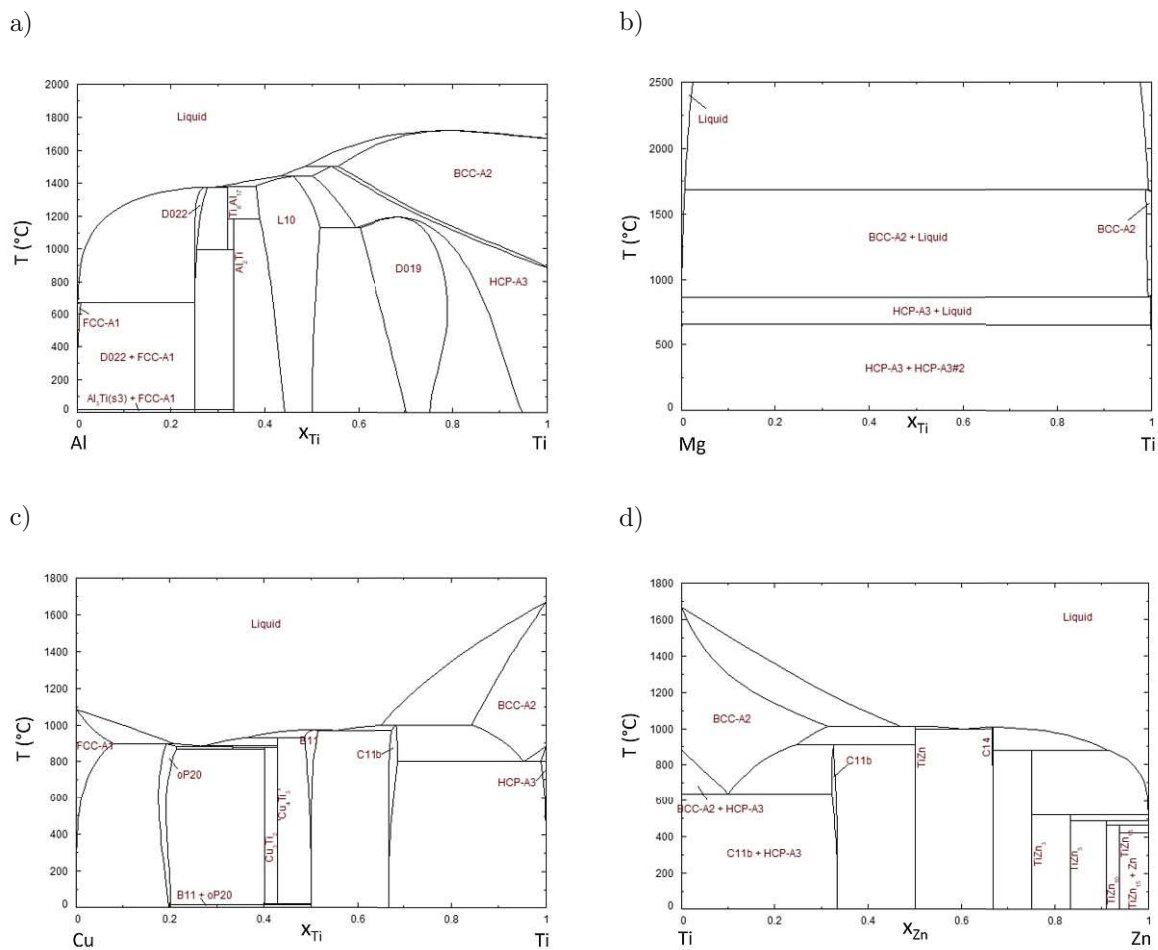 a)
2000
1800
1600
1400
1200
1000
800
600
400
200
0
T (°C)
Liquid
BCC-A2
D022
Ti₅Al₁₁
L10
Al₂Ti
D019
HCP-A3
FCC-A1
D022 + FCC-A1
Al₃Ti(s3) + FCC-A1
0 0.2 0.4 0.6 0.8 1
Al xTi Ti
b)
2500
2000
1500
1000
500
0
T (°C)
Liquid
BCC-A2
BCC-A2 + Liquid
HCP-A3 + Liquid
HCP-A3 + HCP-A3#2
0 0.2 0.4 0.6 0.8 1
Mg xTi Ti
c)
1800
1600
1400
1200
1000
800
600
400
200
0
T (°C)
Liquid
BCC-A2
FCC-A1
B11
C11b
oP20
HCP-A3
Cu₄Ti₃
Cu₃Ti₂
B11 + oP20
0 0.2 0.4 0.6 0.8 1
Cu xTi Ti
d)
1800
1600
1400
1200
1000
800
600
400
200
0
T (°C)
Liquid
BCC-A2
TiZn
C14
C11b
BCC-A2 + HCP-A3
C11b + HCP-A3
TiZn₃
TiZn₅
TiZn₁₀
TiZn₁₅
TiZn₁₅ + Zn
0 0.2 0.4 0.6 0.8 1
Ti xZn Zn